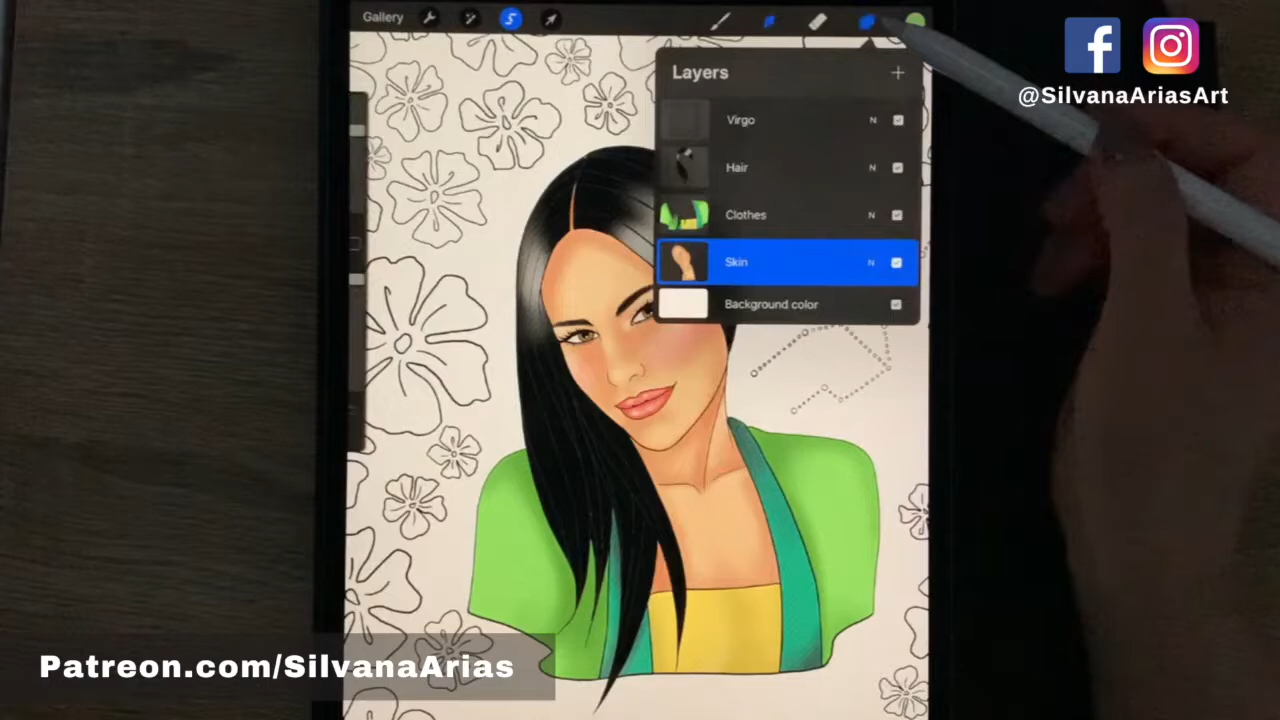 Gallery
Layers
Virgo N
Hair N
Clothes N
Skin N
Background color
@SilvanaAriasArt
Patreon.com/SilvanaArias